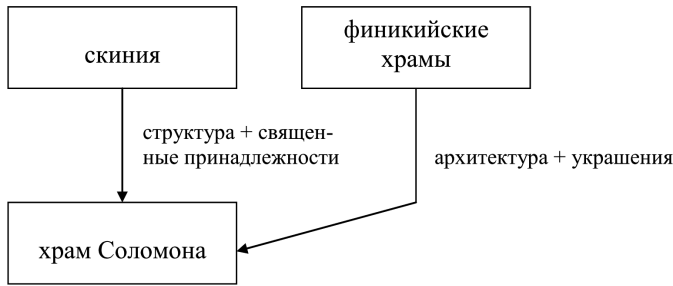 скиния
финикийские
храмы
структура + священ-
ные принадлежности
архитектура + украшения
храм Соломона